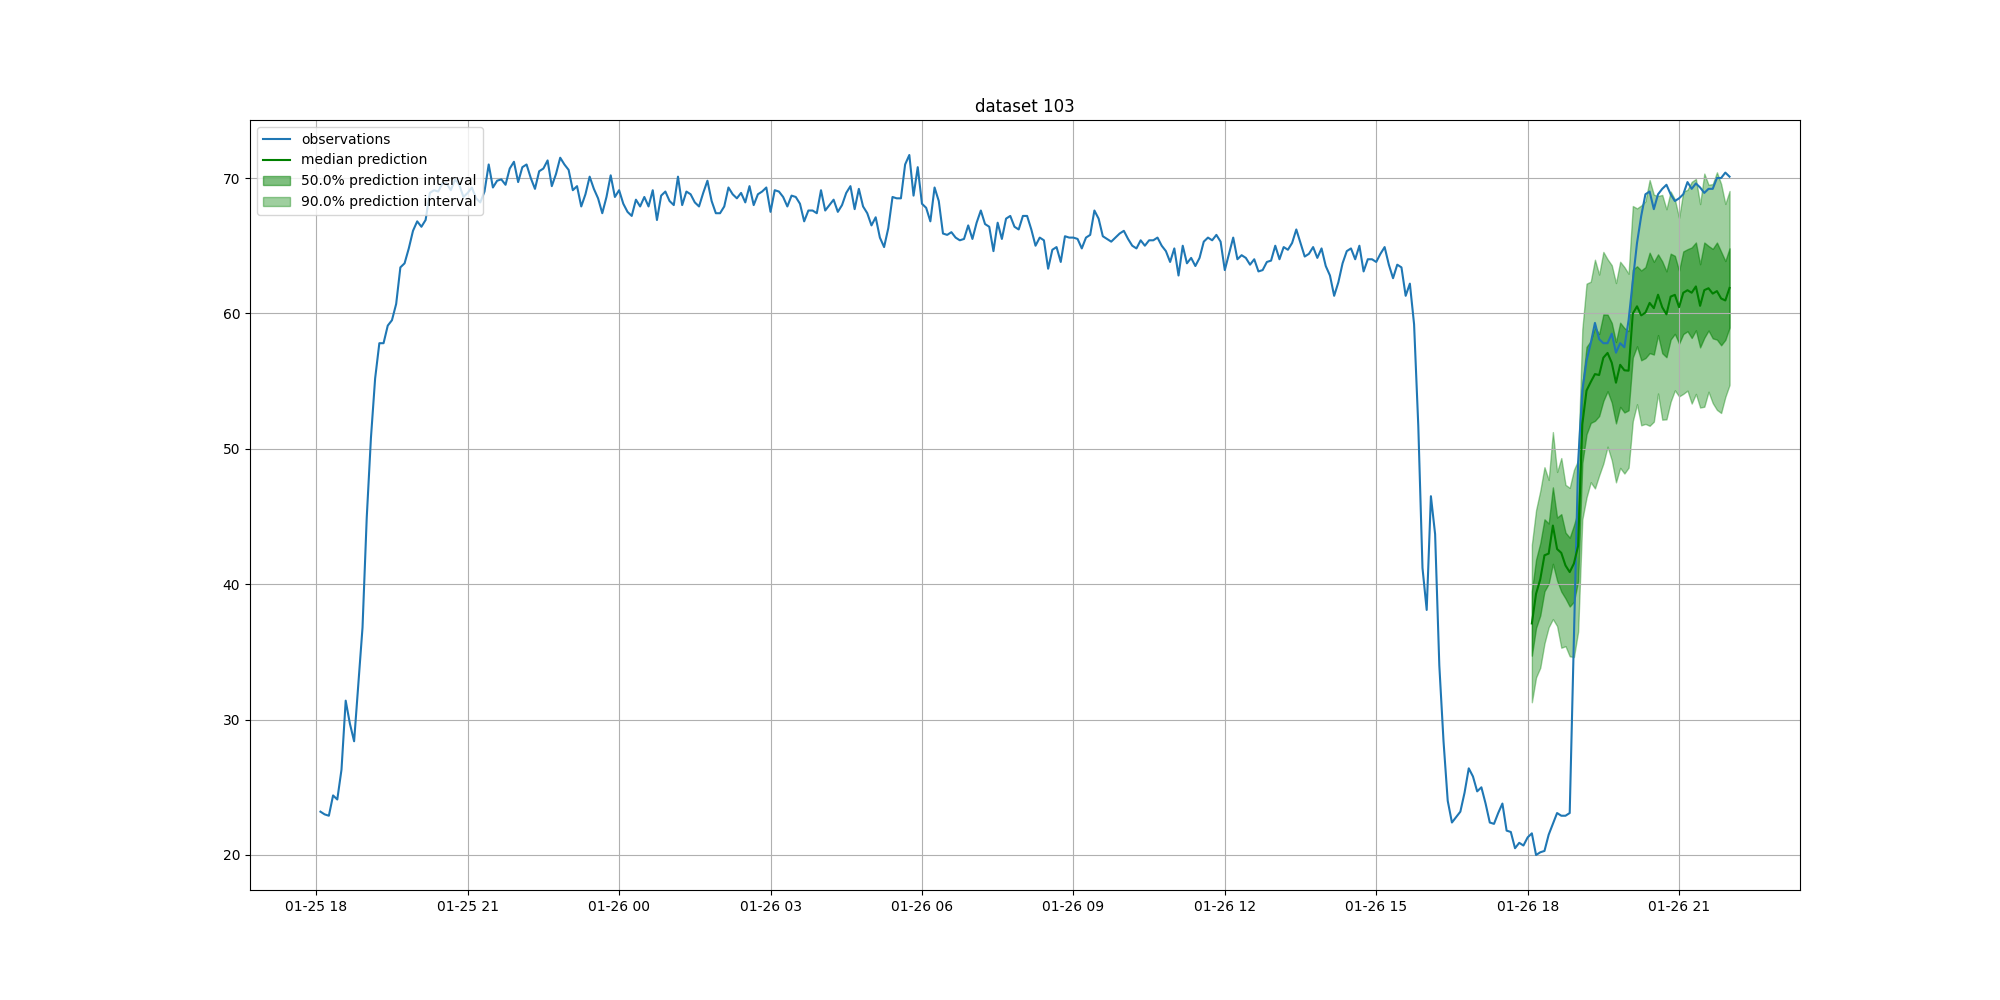 dataset 103
observations
median prediction
50.0% prediction interval
90.0% prediction interval
70
60
50
40
30
20
01-25 18 01-25 21 01-26 00 01-26 03 01-26 06 01-26 09 01-26 12 01-26 15 01-26 18 01-26 21